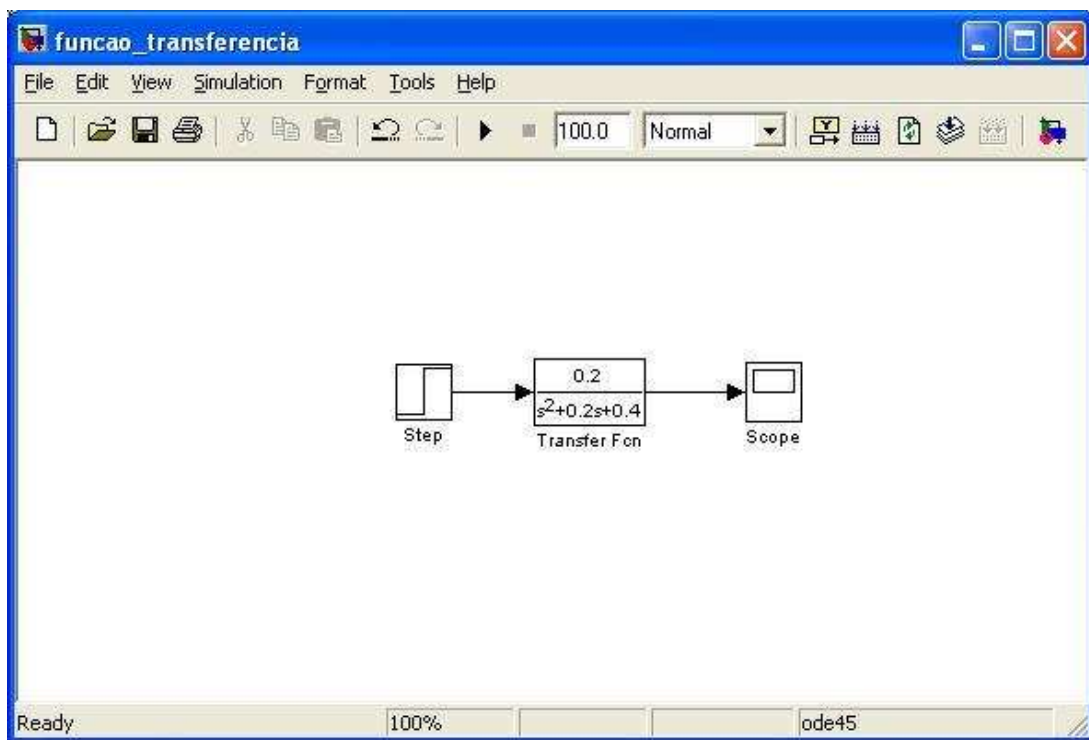 funcao_transferencia
File Edit View Simulation Format Tools Help
100.0 Normal
0.2
s²+0.2s+0.4
Step
Transfer Fcn
Scope
Ready 100% ode45